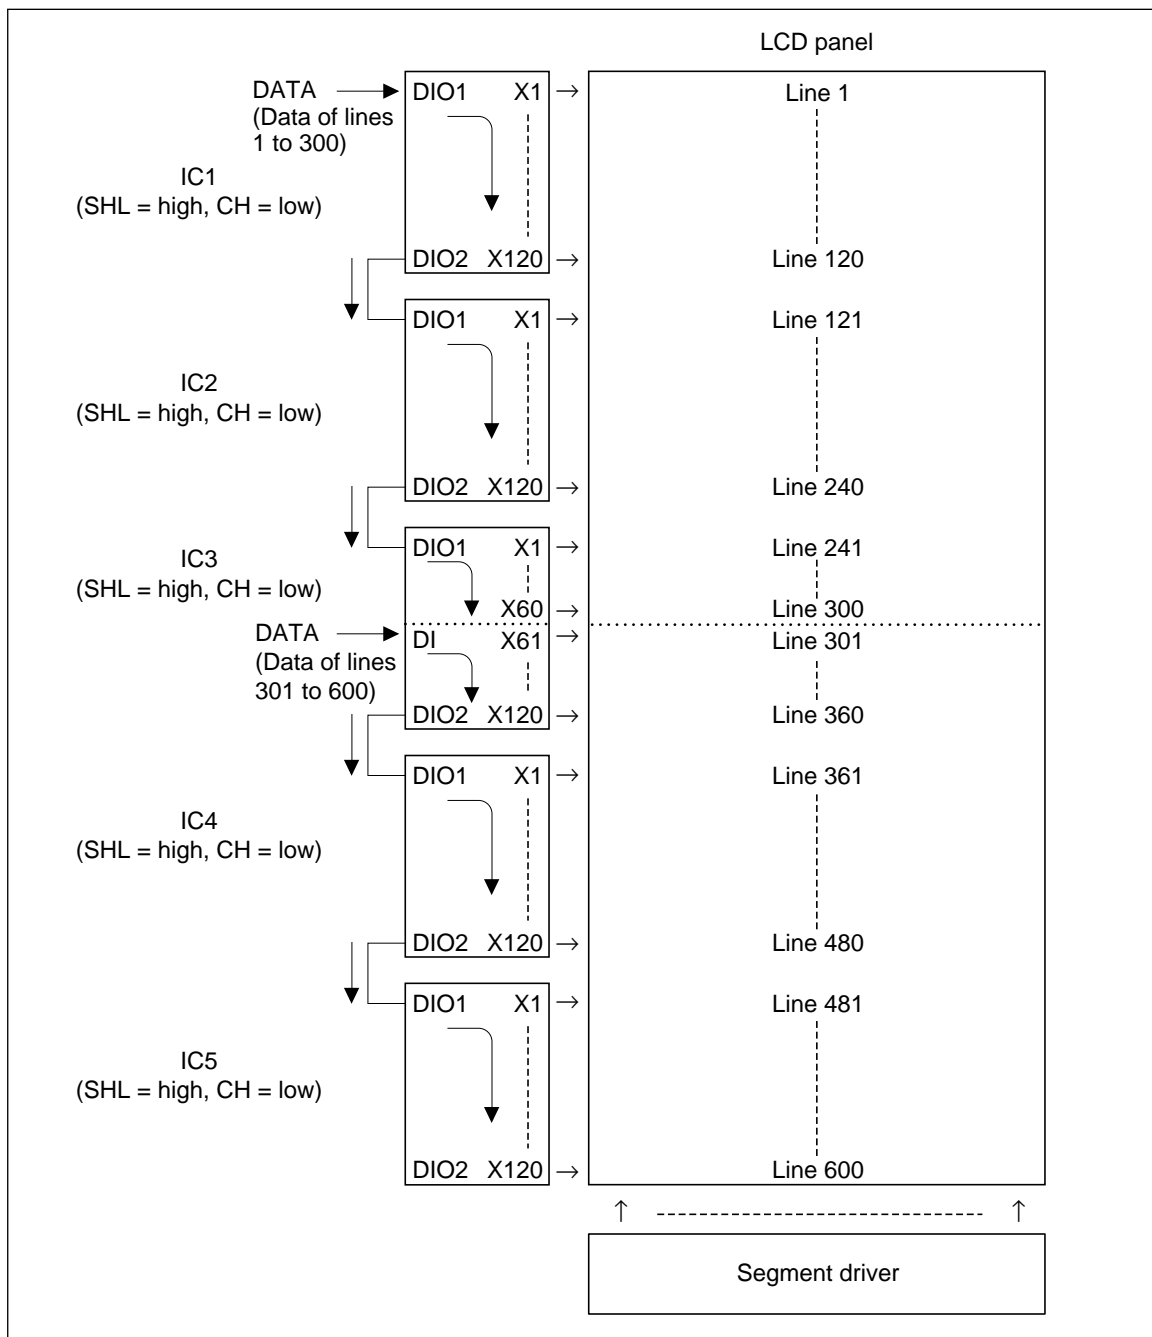 LCD panel
DATA
(Data of lines
1 to 300)
DIO1 X1 → Line 1
IC1
(SHL = high, CH = low)
DIO2 X120 → Line 120
DIO1 X1 → Line 121
IC2
(SHL = high, CH = low)
DIO2 X120 → Line 240
DIO1 X1 → Line 241
IC3
(SHL = high, CH = low)
X60 → Line 300
DATA
(Data of lines
301 to 600)
DI X61 → Line 301
DIO2 X120 → Line 360
DIO1 X1 → Line 361
IC4
(SHL = high, CH = low)
DIO2 X120 → Line 480
DIO1 X1 → Line 481
IC5
(SHL = high, CH = low)
DIO2 X120 → Line 600
Segment driver